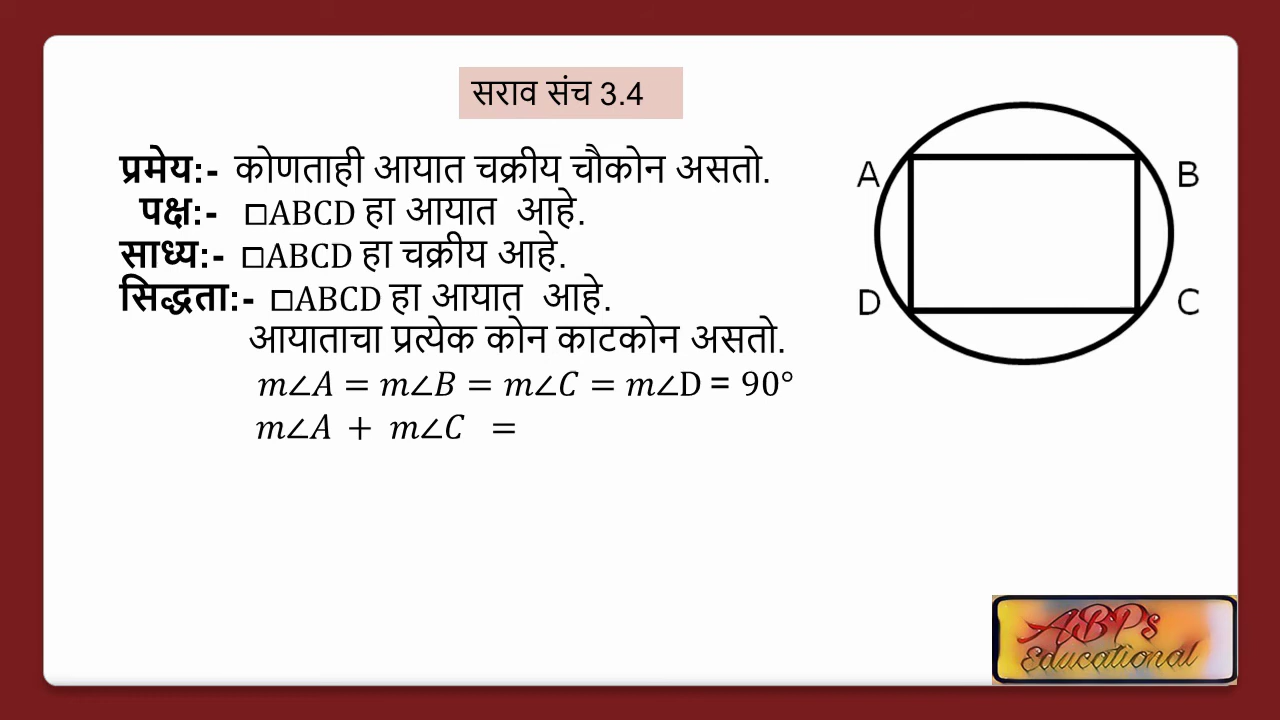 सराव संच 3.4
प्रमेय:- कोणताही आयात चक्रीय चौकोन असतो.
पक्ष:- □ABCD हा आयात आहे.
साध्य:- □ABCD हा चक्रीय आहे.
सिद्धता:- □ABCD हा आयात आहे.
आयाताचा प्रत्येक कोन काटकोन असतो.
m∠A = m∠B = m∠C = m∠D = 90°
m∠A + m∠C =
A B
D C
ABPs
Educational